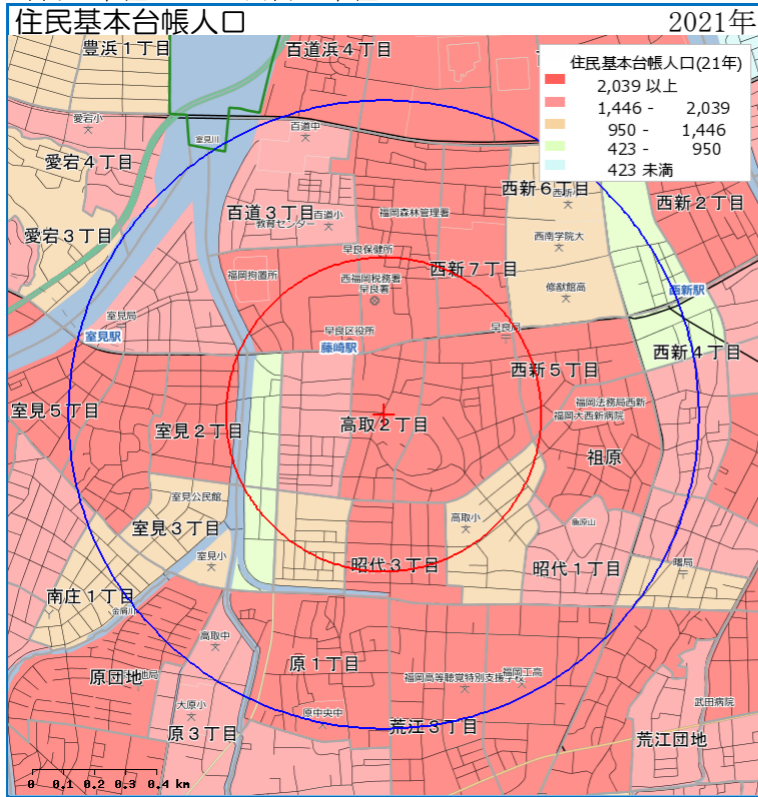 住民基本台帳人口
2021年
住民基本台帳人口(21年)
2,039 以上
1,446 - 2,039
950 - 1,446
423 - 950
423 未満
豊浜1丁目
百道浜4丁目
愛宕小
室見川
百道中
愛宕4丁目
西新6丁目
西新2丁目
百道3丁目
百道小
教育センター
福岡森林管理署
西南学院大
愛宕3丁目
早良保健所
福岡拘置所
西福岡税務署
早良署
西新7丁目
修猷館高
西新駅
室見局
室見駅
早良区役所
藤崎駅
早良局
西新4丁目
西新5丁目
室見5丁目
室見2丁目
高取2丁目
福岡法務局西新
福岡大西新病院
祖原
室見公民館
室見3丁目
高取小
室見小
昭代3丁目
昭代1丁目
曙局
南庄1丁目
金屑川
高取中
原団地
原1丁目
福岡高等聴覚特別支援学校
福岡工高
大原小
原3丁目
原中央中
荒江3丁目
武田病院
荒江団地
0 0.1 0.2 0.3 0.4 km